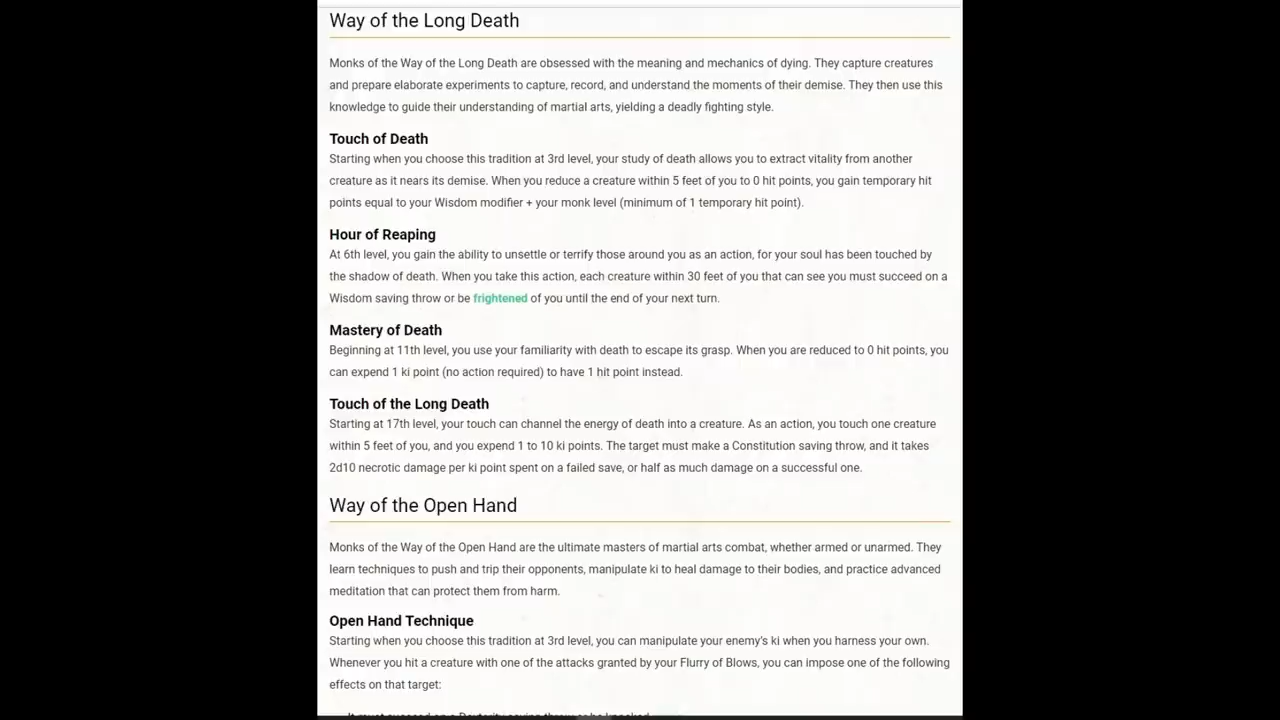 Way of the Long Death
Monks of the Way of the Long Death are obsessed with the meaning and mechanics of dying. They capture creatures
and prepare elaborate experiments to capture, record, and understand the moments of their demise. They then use this
knowledge to guide their understanding of martial arts, yielding a deadly fighting style.
Touch of Death
Starting when you choose this tradition at 3rd level, your study of death allows you to extract vitality from another
creature as it nears its demise. When you reduce a creature within 5 feet of you to 0 hit points, you gain temporary hit
points equal to your Wisdom modifier + your monk level (minimum of 1 temporary hit point).
Hour of Reaping
At 6th level, you gain the ability to unsettle or terrify those around you as an action, for your soul has been touched by
the shadow of death. When you take this action, each creature within 30 feet of you that can see you must succeed on a
Wisdom saving throw or be frightened of you until the end of your next turn.
Mastery of Death
Beginning at 11th level, you use your familiarity with death to escape its grasp. When you are reduced to 0 hit points, you
can expend 1 ki point (no action required) to have 1 hit point instead.
Touch of the Long Death
Starting at 17th level, your touch can channel the energy of death into a creature. As an action, you touch one creature
within 5 feet of you, and you expend 1 to 10 ki points. The target must make a Constitution saving throw, and it takes
2d10 necrotic damage per ki point spent on a failed save, or half as much damage on a successful one.
Way of the Open Hand
Monks of the Way of the Open Hand are the ultimate masters of martial arts combat, whether armed or unarmed. They
learn techniques to push and trip their opponents, manipulate ki to heal damage to their bodies, and practice advanced
meditation that can protect them from harm.
Open Hand Technique
Starting when you choose this tradition at 3rd level, you can manipulate your enemy's ki when you harness your own.
Whenever you hit a creature with one of the attacks granted by your Flurry of Blows, you can impose one of the following
effects on that target: